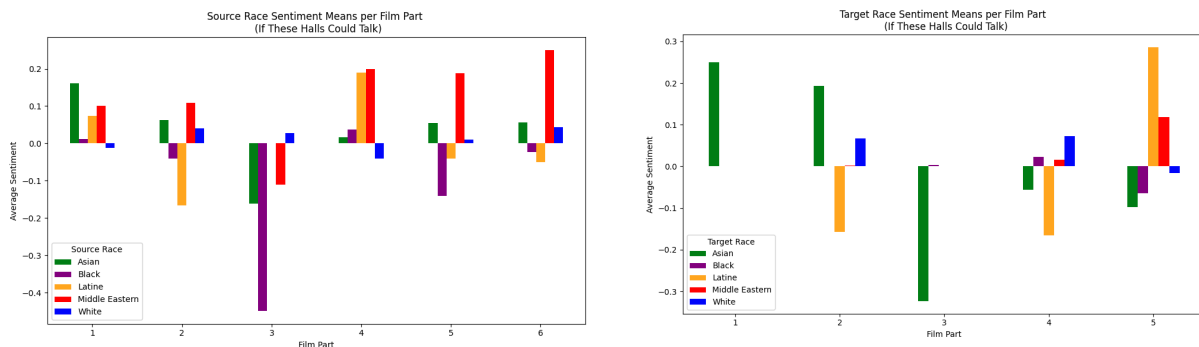 Source Race Sentiment Means per Film Part
(If These Halls Could Talk)
Average Sentiment
0.2
0.1
0.0
−0.1
−0.2
−0.3
−0.4
Source Race
Asian
Black
Latine
Middle Eastern
White
1 2 3 4 5 6
Film Part
Target Race Sentiment Means per Film Part
(If These Halls Could Talk)
Average Sentiment
0.3
0.2
0.1
0.0
−0.1
−0.2
−0.3
Target Race
Asian
Black
Latine
Middle Eastern
White
1 2 3 4 5
Film Part